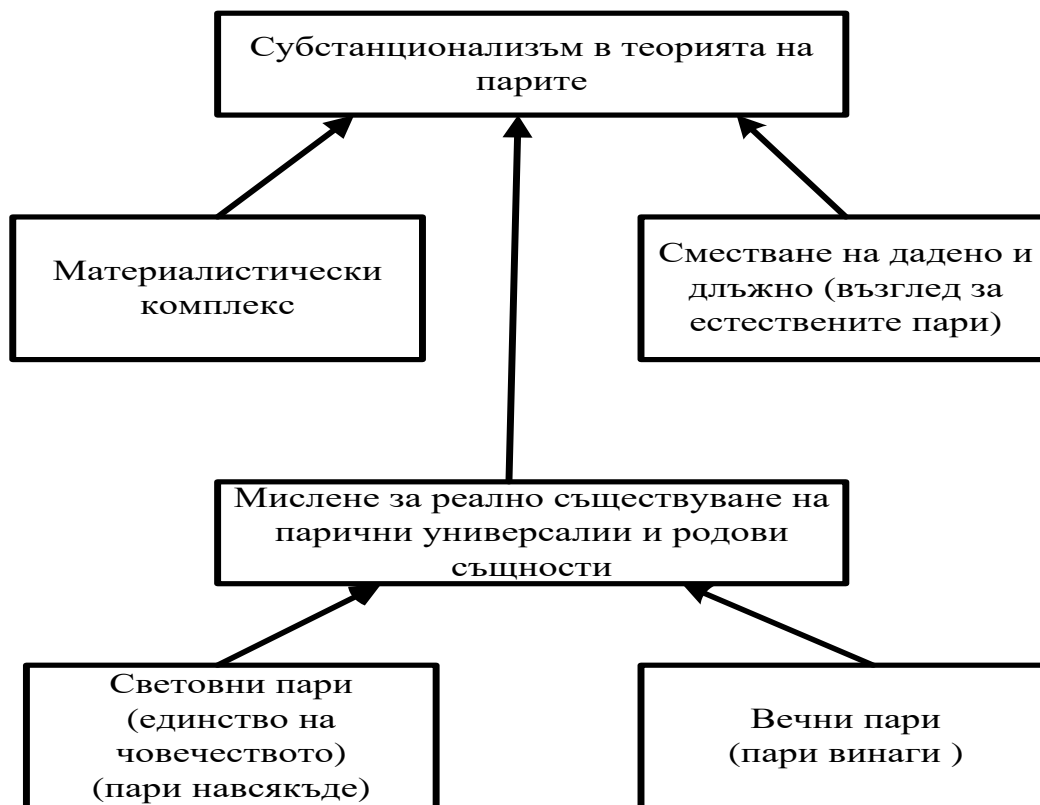 Субстанционализъм в теорията на
парите
Материалистически
комплекс
Сместване на дадено и
длъжно (възглед за
естествените пари)
Мислене за реално съществуване на
парични универсалии и родови
същности
Световни пари
(единство на
човечеството)
(пари навсякъде)
Вечни пари
(пари винаги )